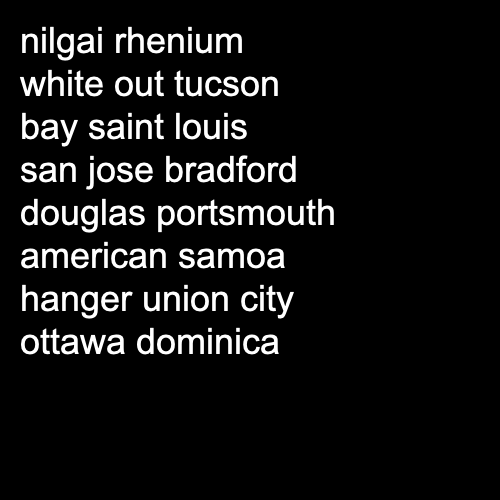 nilgai rhenium
white out tucson
bay saint louis
san jose bradford
douglas portsmouth
american samoa
hanger union city
ottawa dominica